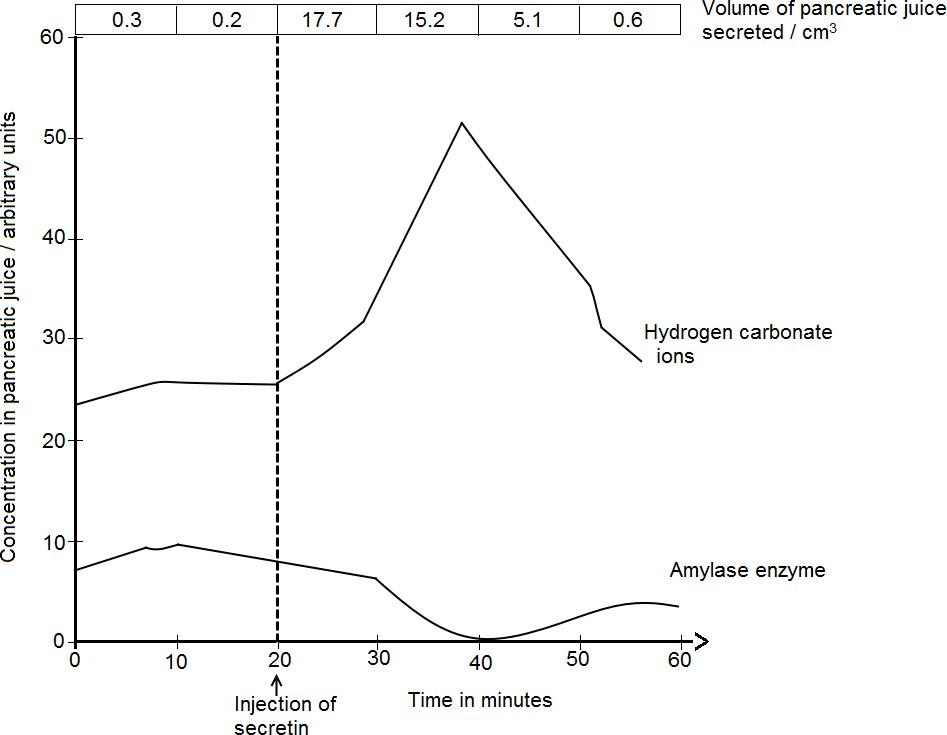 0.3 0.2 17.7 15.2 5.1 0.6
Volume of pancreatic juice
secreted / cm³
Concentration in pancreatic juice / arbitrary units
60
50
40
30
20
10
0
Hydrogen carbonate
ions
Amylase enzyme
0 10 20 30 40 50 60
Injection of
secretin
Time in minutes